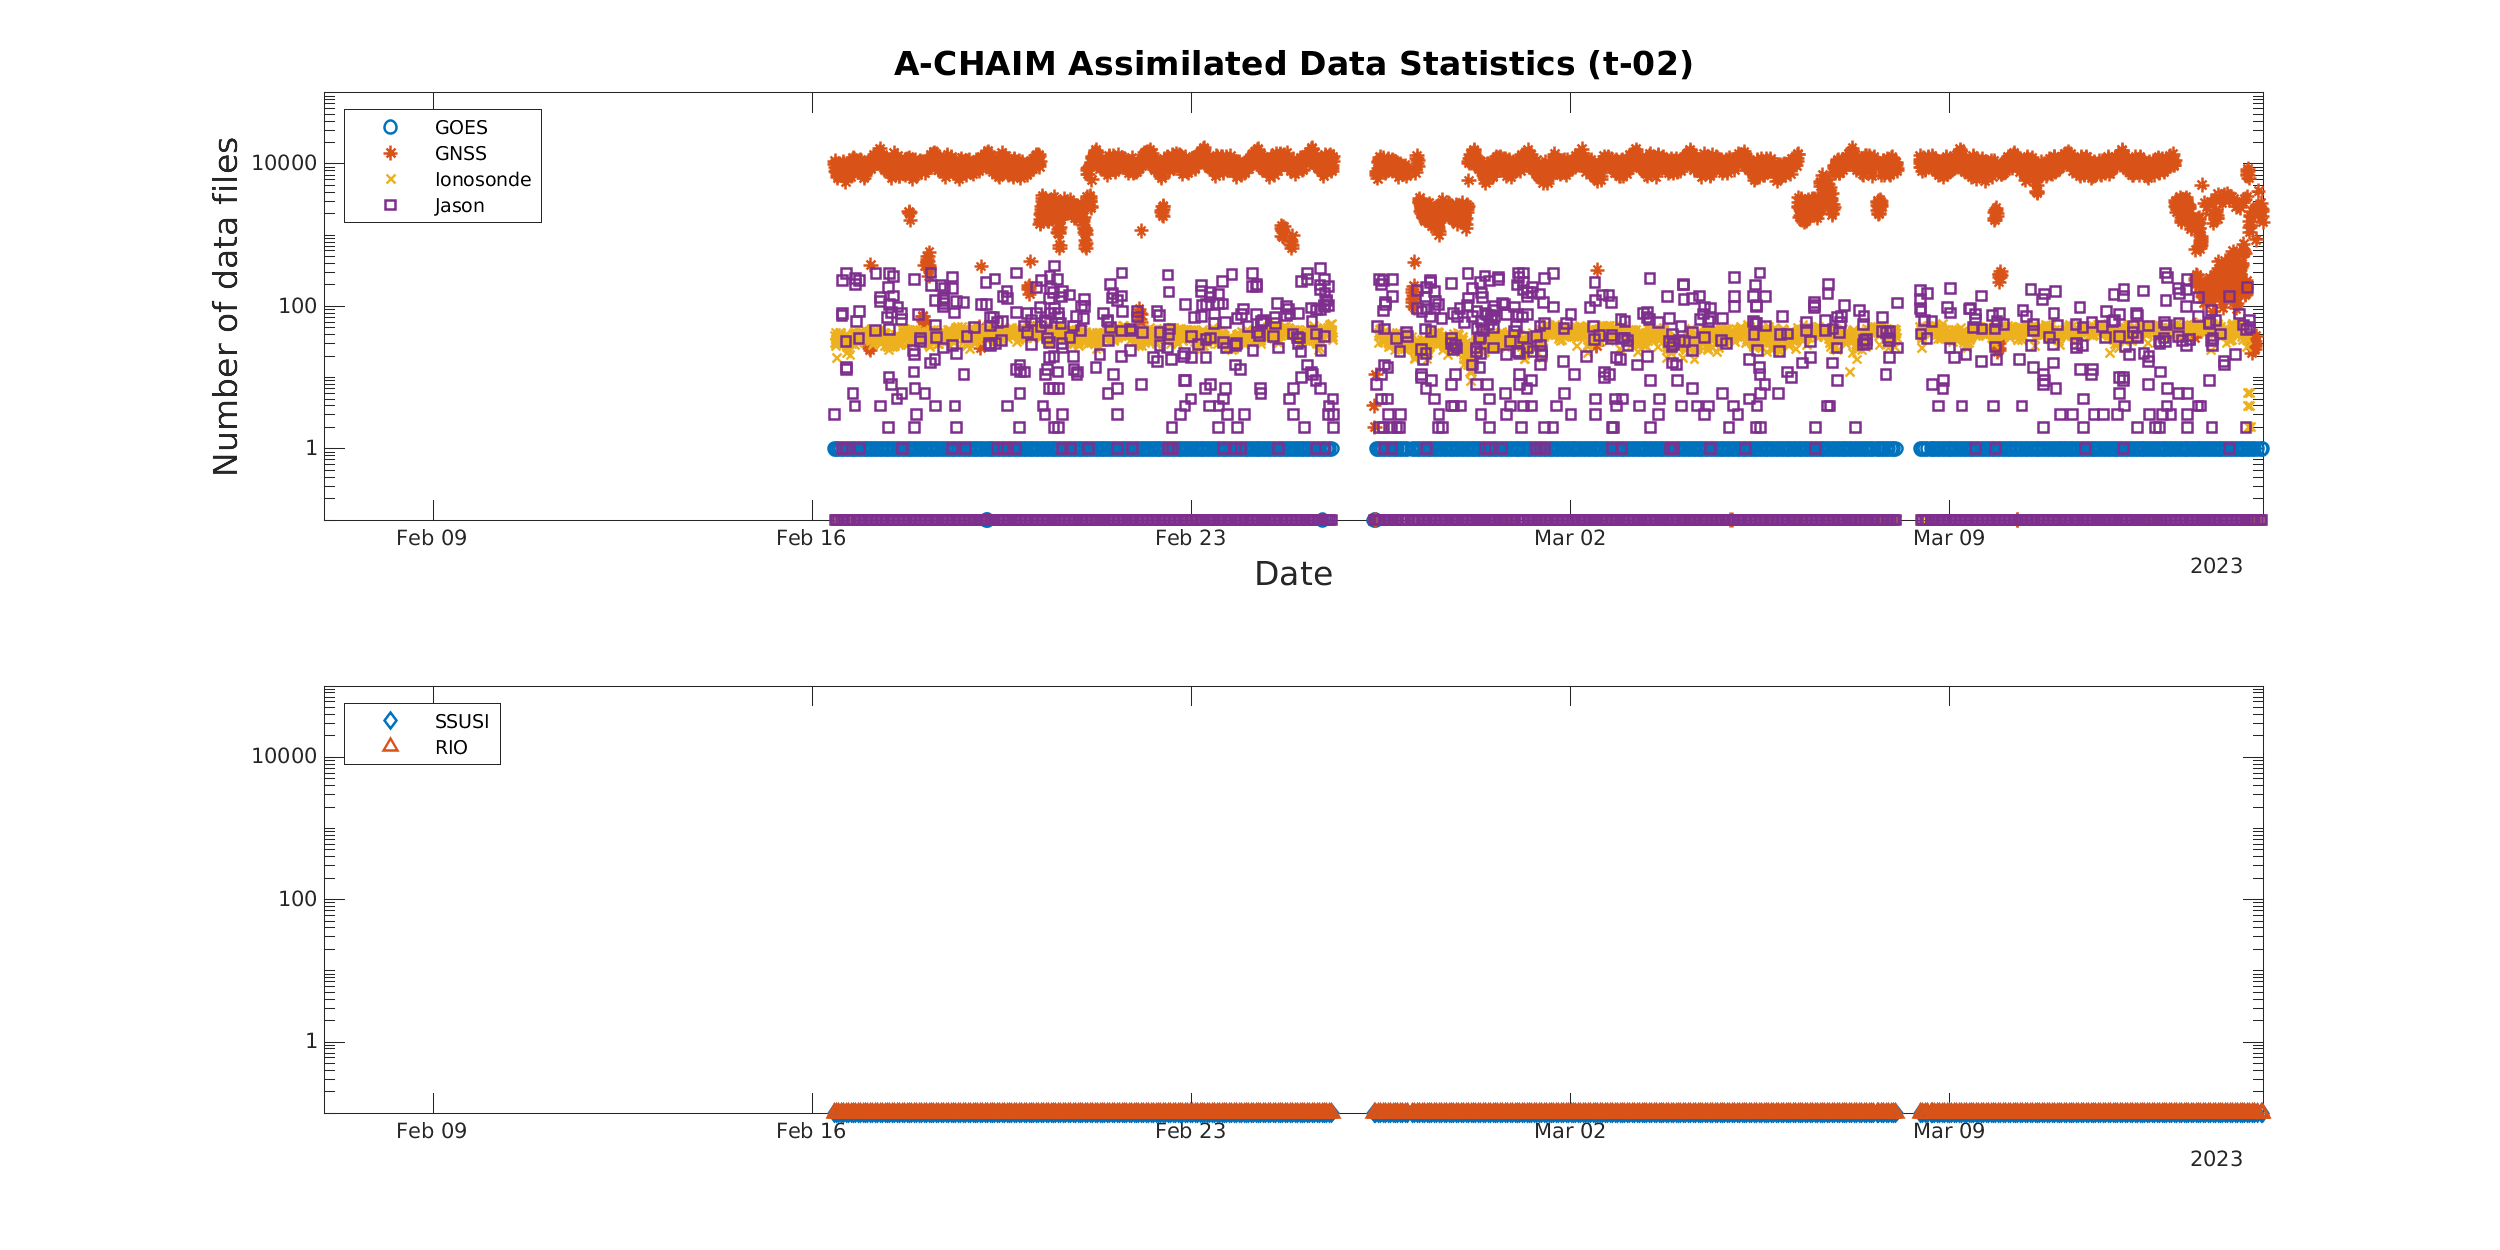 A-CHAIM Assimilated Data Statistics (t-02)
GOES
GNSS
Ionosonde
Jason
Number of data files
10000
100
1
Feb 09
Feb 16
Feb 23
Mar 02
Mar 09
2023
Date
SSUSI
RIO
10000
100
1
Feb 09
Feb 16
Feb 23
Mar 02
Mar 09
2023